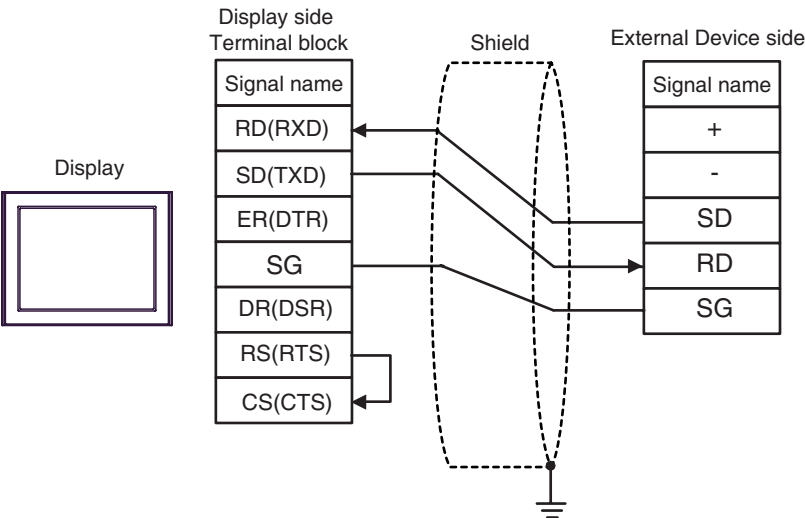 Display side
Terminal block
Shield
External Device side
Signal name
Signal name
RD(RXD)
+
Display
SD(TXD)
-
ER(DTR)
SD
SG
RD
DR(DSR)
SG
RS(RTS)
CS(CTS)